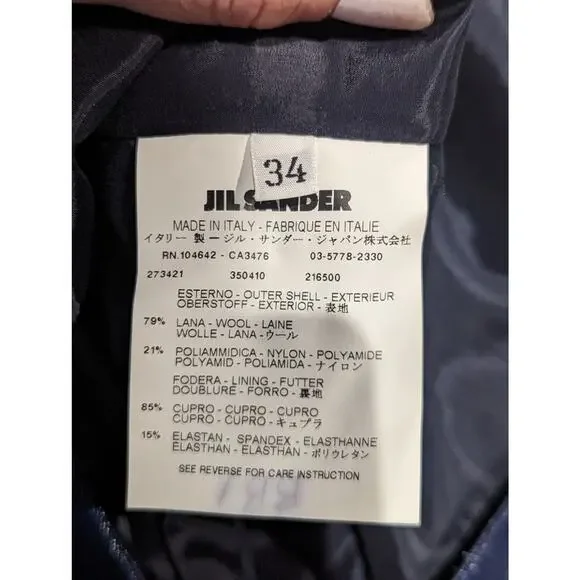 34
JIL SANDER
MADE IN ITALY - FABRIQUE EN ITALIE
イタリー 製 ー ジル・サンダー・ジャパン株式会社
RN.104642 - CA3476 03-5778-2330
273421 350410 216500
ESTERNO - OUTER SHELL - EXTERIEUR
OBERSTOFF - EXTERIOR - 表地
79% LANA - WOOL - LAINE
WOLLE - LANA - ウール
21% POLIAMMIDICA - NYLON - POLYAMIDE
POLYAMID - POLIAMIDA - ナイロン
FODERA - LINING - FUTTER
DOUBLURE - FORRO - 裏地
85% CUPRO - CUPRO - CUPRO
CUPRO - CUPRO - キュプラ
15% ELASTAN - SPANDEX - ELASTHANNE
ELASTHAN - ELASTHAN - ポリウレタン
SEE REVERSE FOR CARE INSTRUCTION